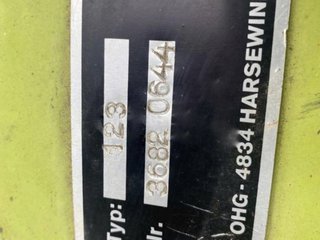 Typ: 123
Nr. 3682 0644
OHG - 4834 HARSEWIN